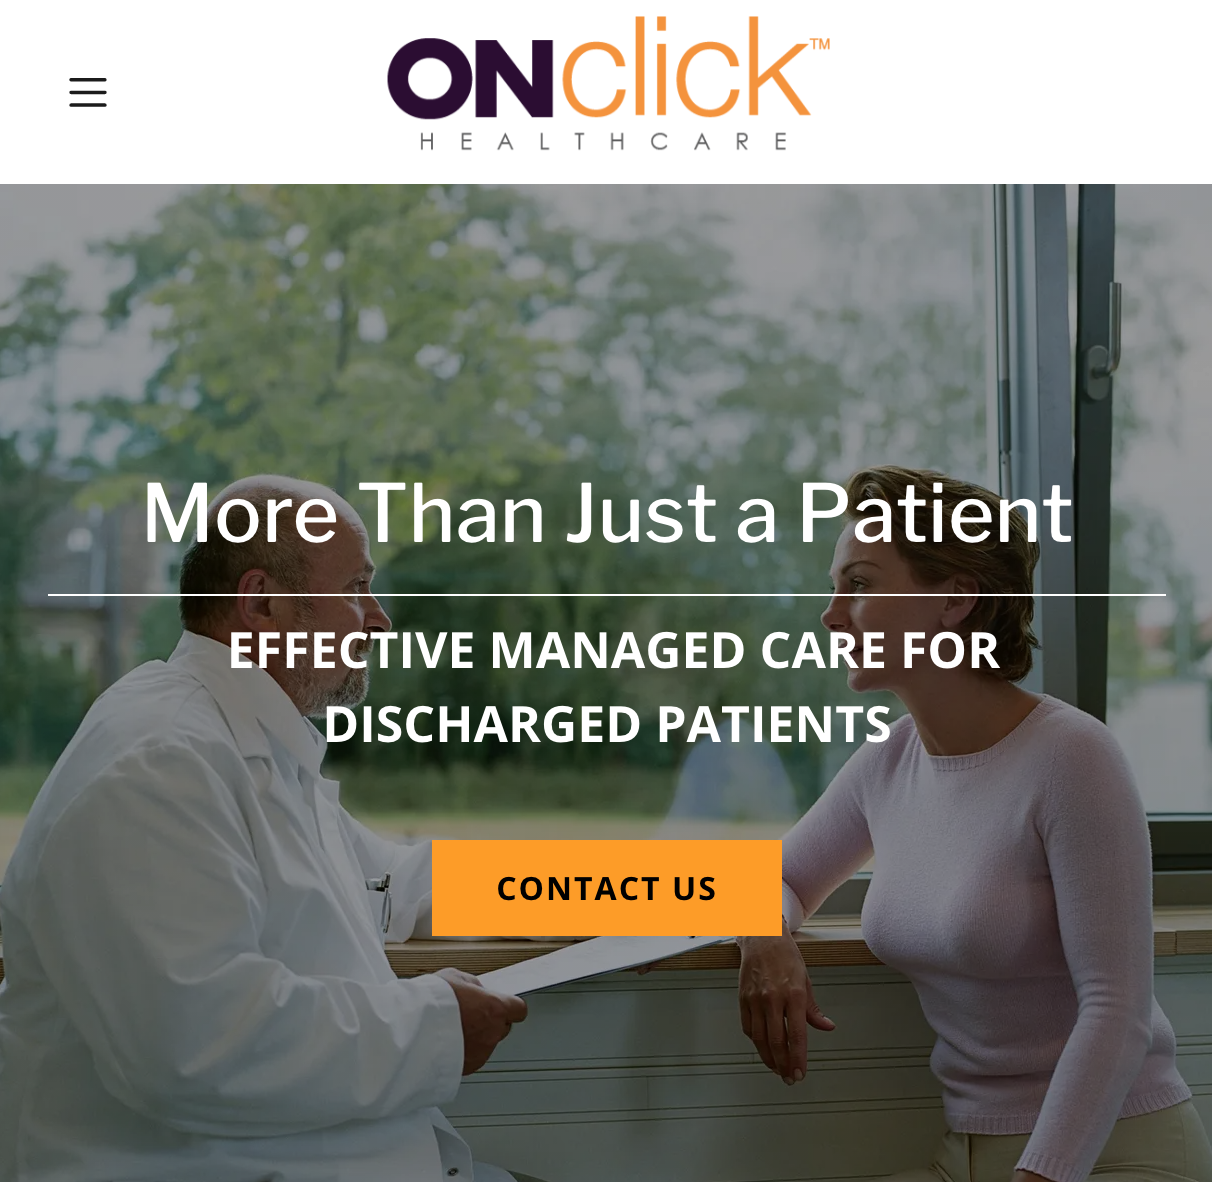 ONclick™
HEALTHCARE
More Than Just a Patient
EFFECTIVE MANAGED CARE FOR
DISCHARGED PATIENTS
CONTACT US